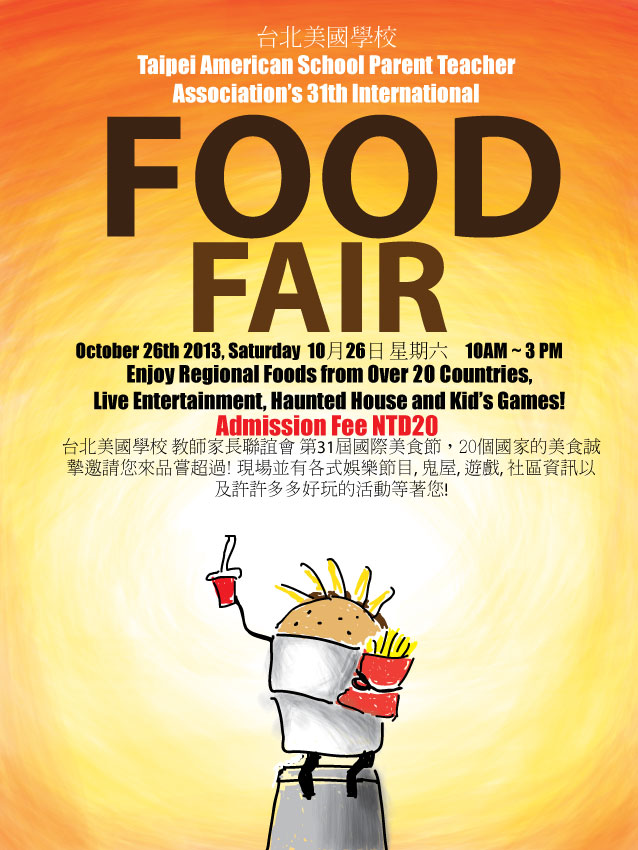 台北美國學校
Taipei American School Parent Teacher
Association's 31th International
FOOD
FAIR
October 26th 2013, Saturday 10月26日 星期六 10AM ~ 3 PM
Enjoy Regional Foods from Over 20 Countries,
Live Entertainment, Haunted House and Kid's Games!
Admission Fee NTD20
台北美國學校 教師家長聯誼會 第31屆國際美食節，20個國家的美食誠
摯邀請您來品嘗超過! 現場並有各式娛樂節目, 鬼屋, 遊戲, 社區資訊以
及許許多多好玩的活動等著您!